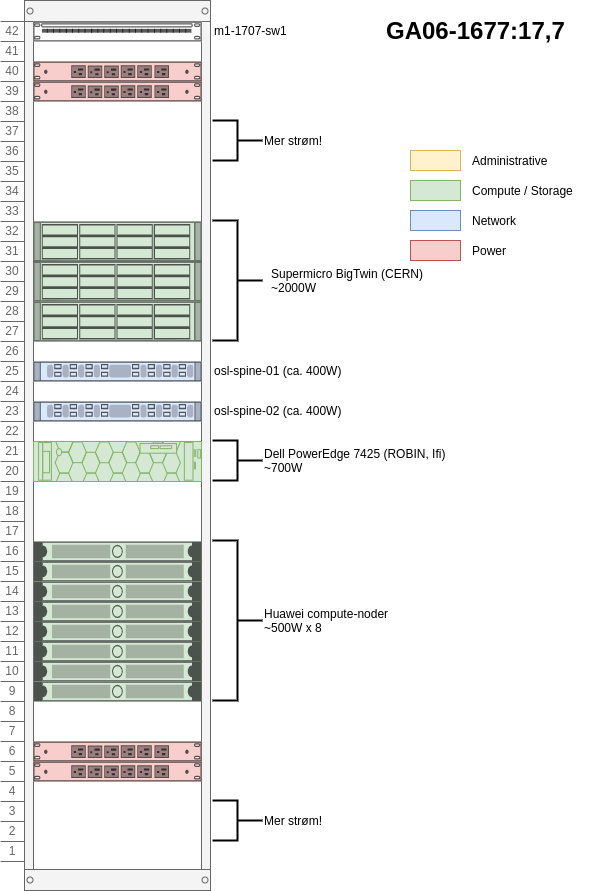 GA06-1677:17,7
42
m1-1707-sw1
41
40
39
38
37
Mer strøm!
36
35
34
33
32
31
30
29
28
27
Supermicro BigTwin (CERN)
~2000W
26
25
osl-spine-01 (ca. 400W)
24
23
osl-spine-02 (ca. 400W)
22
21
20
Dell PowerEdge 7425 (ROBIN, Ifi)
~700W
19
18
17
16
15
14
13
12
11
10
9
Huawei compute-noder
~500W x 8
8
7
6
5
4
3
2
Mer strøm!
1
Administrative
Compute / Storage
Network
Power